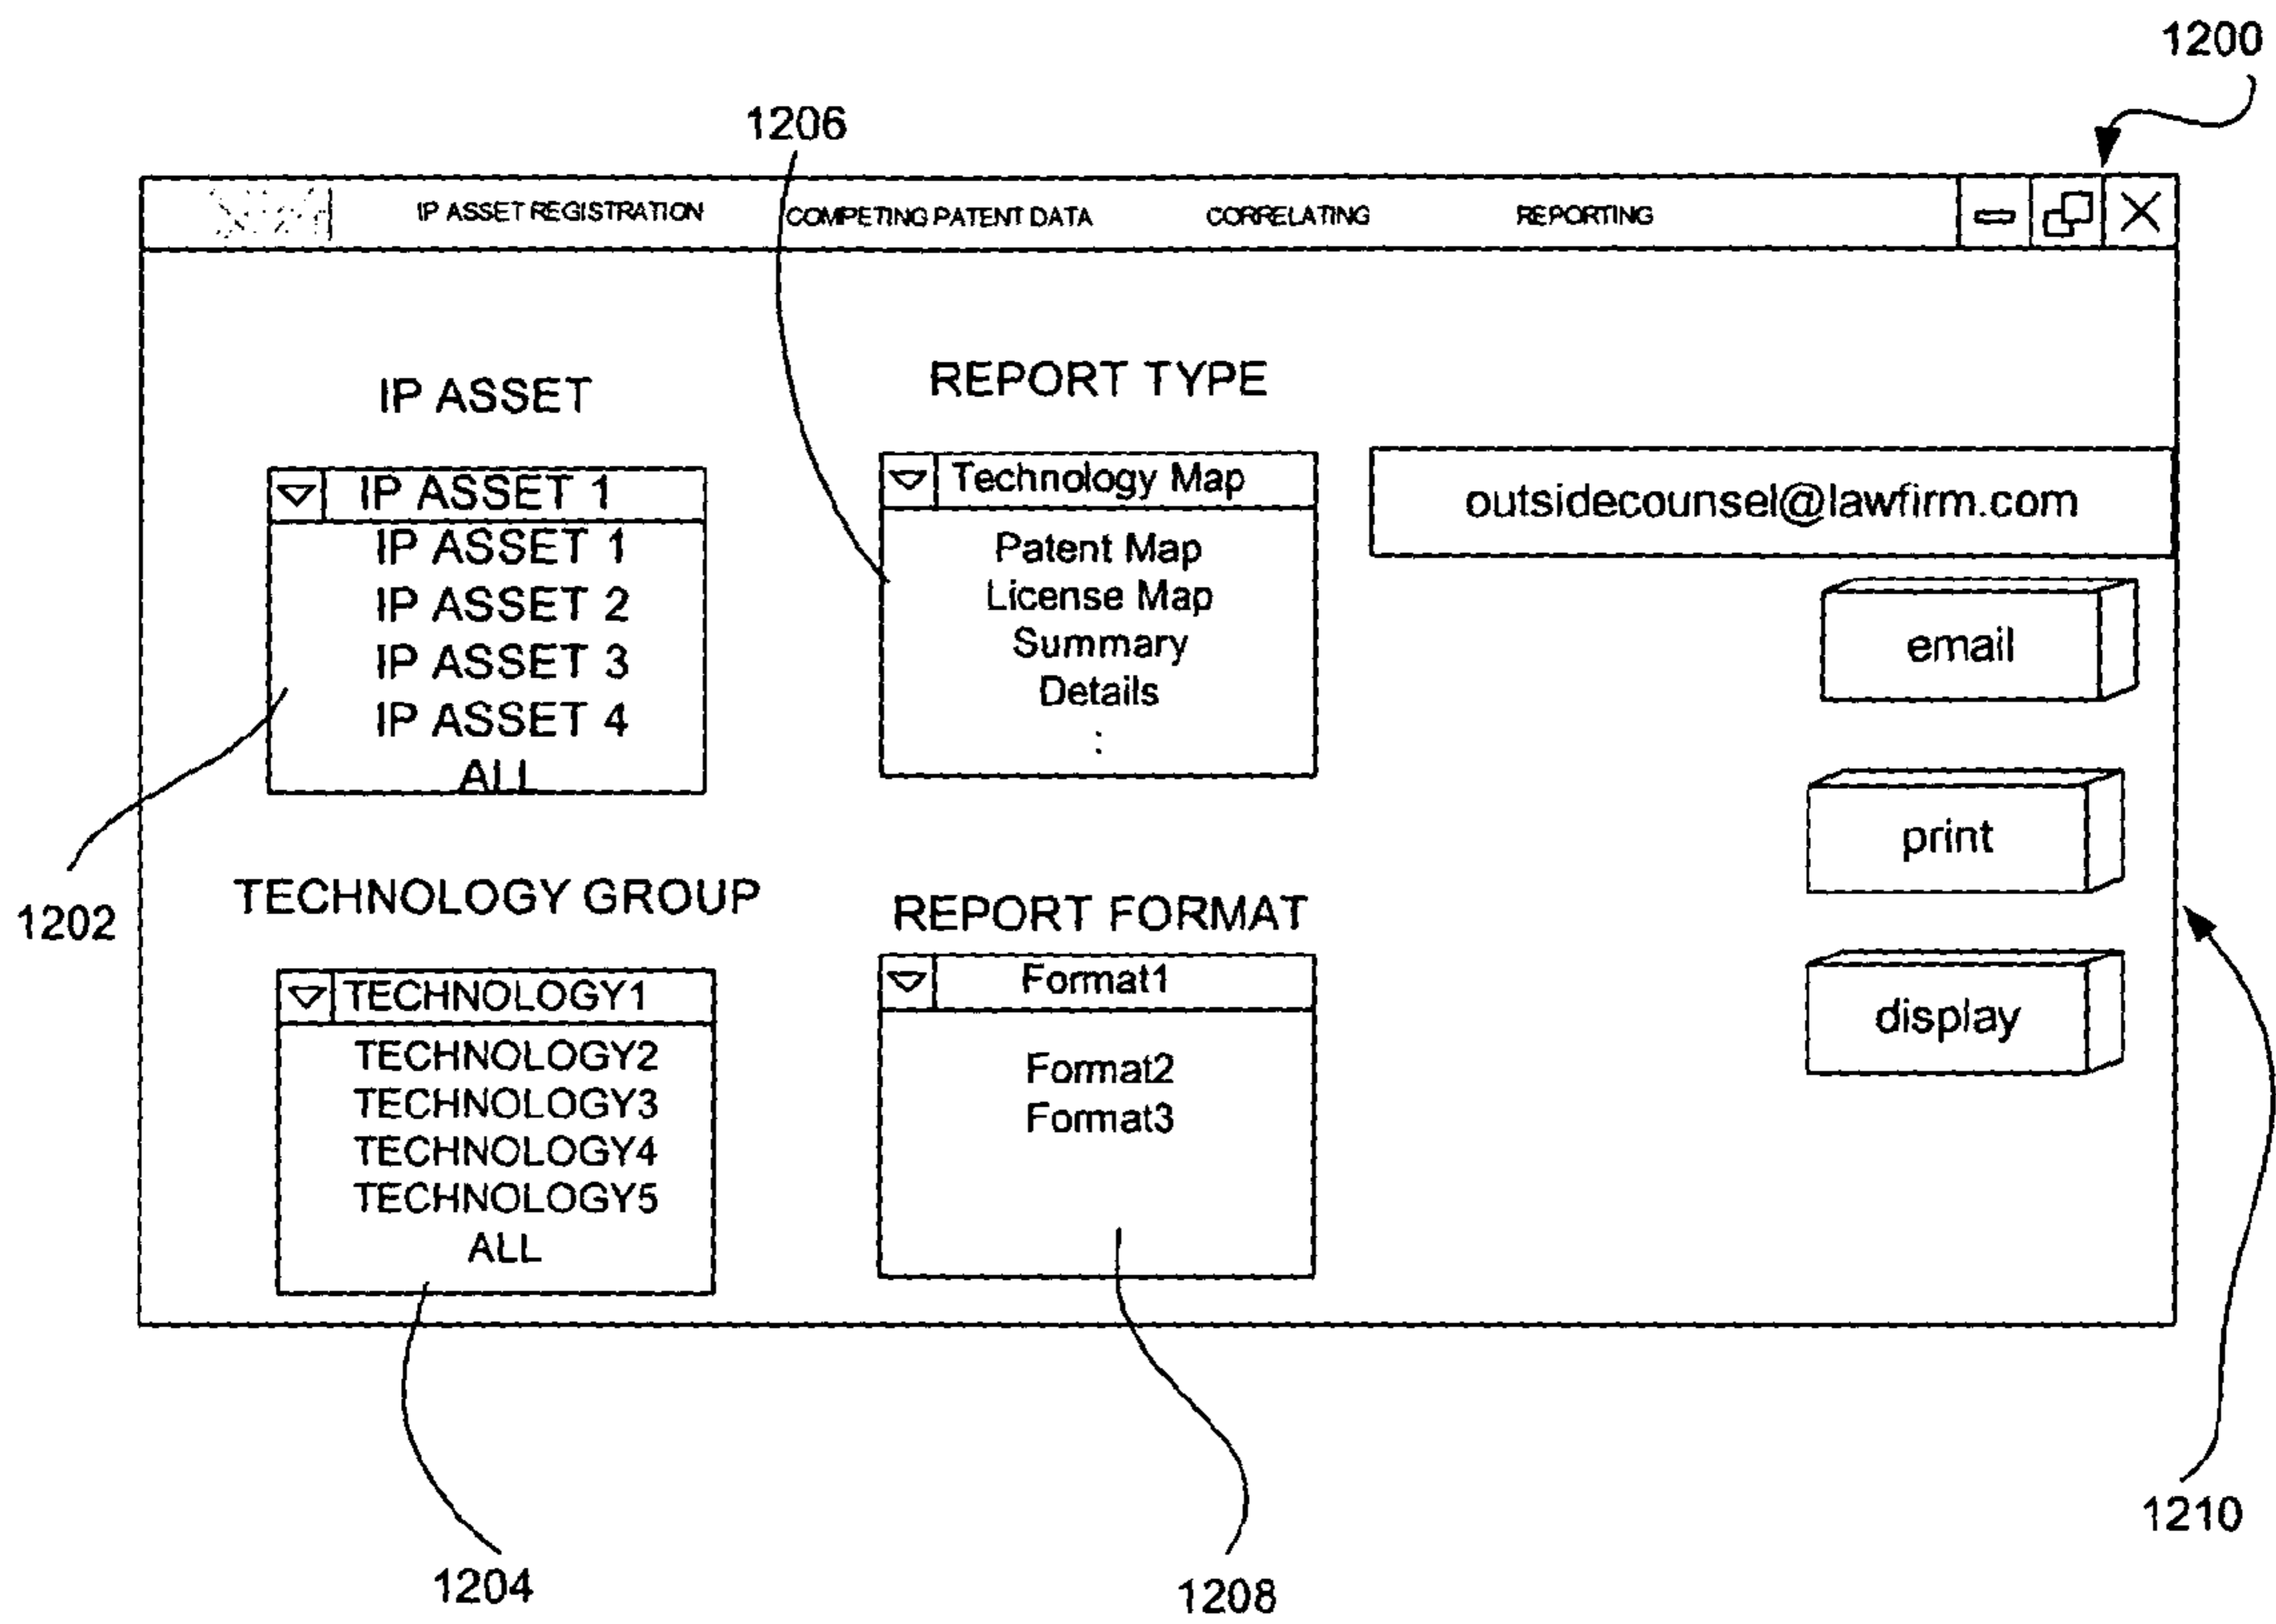 1200
1206
IP ASSET REGISTRATION COMPETING PATENT DATA CORRELATING REPORTING
IP ASSET
IP ASSET 1
IP ASSET 1
IP ASSET 2
IP ASSET 3
IP ASSET 4
ALL
1202
REPORT TYPE
Technology Map
Patent Map
License Map
Summary
Details
:
outsidecounsel@lawfirm.com
email
print
display
TECHNOLOGY GROUP
TECHNOLOGY1
TECHNOLOGY2
TECHNOLOGY3
TECHNOLOGY4
TECHNOLOGY5
ALL
1204
REPORT FORMAT
Format1
Format2
Format3
1208
1210